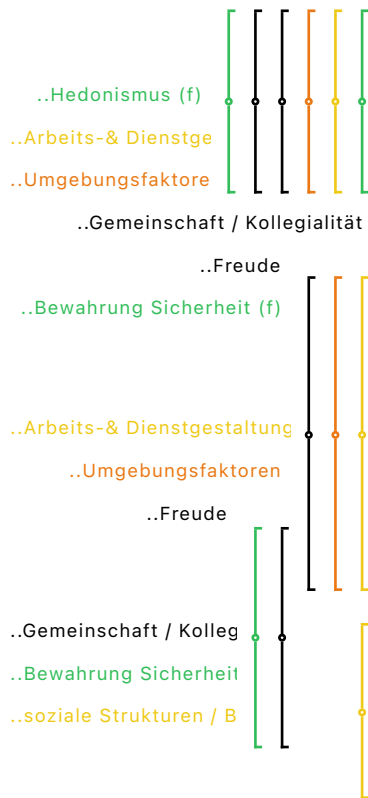 ..Hedonismus (f)
..Arbeits-& Dienstge
..Umgebungsfaktore
..Gemeinschaft / Kollegialität
..Freude
..Bewahrung Sicherheit (f)
..Arbeits-& Dienstgestaltung
..Umgebungsfaktoren
..Freude
..Gemeinschaft / Kolleg
..Bewahrung Sicherheit
..soziale Strukturen / B